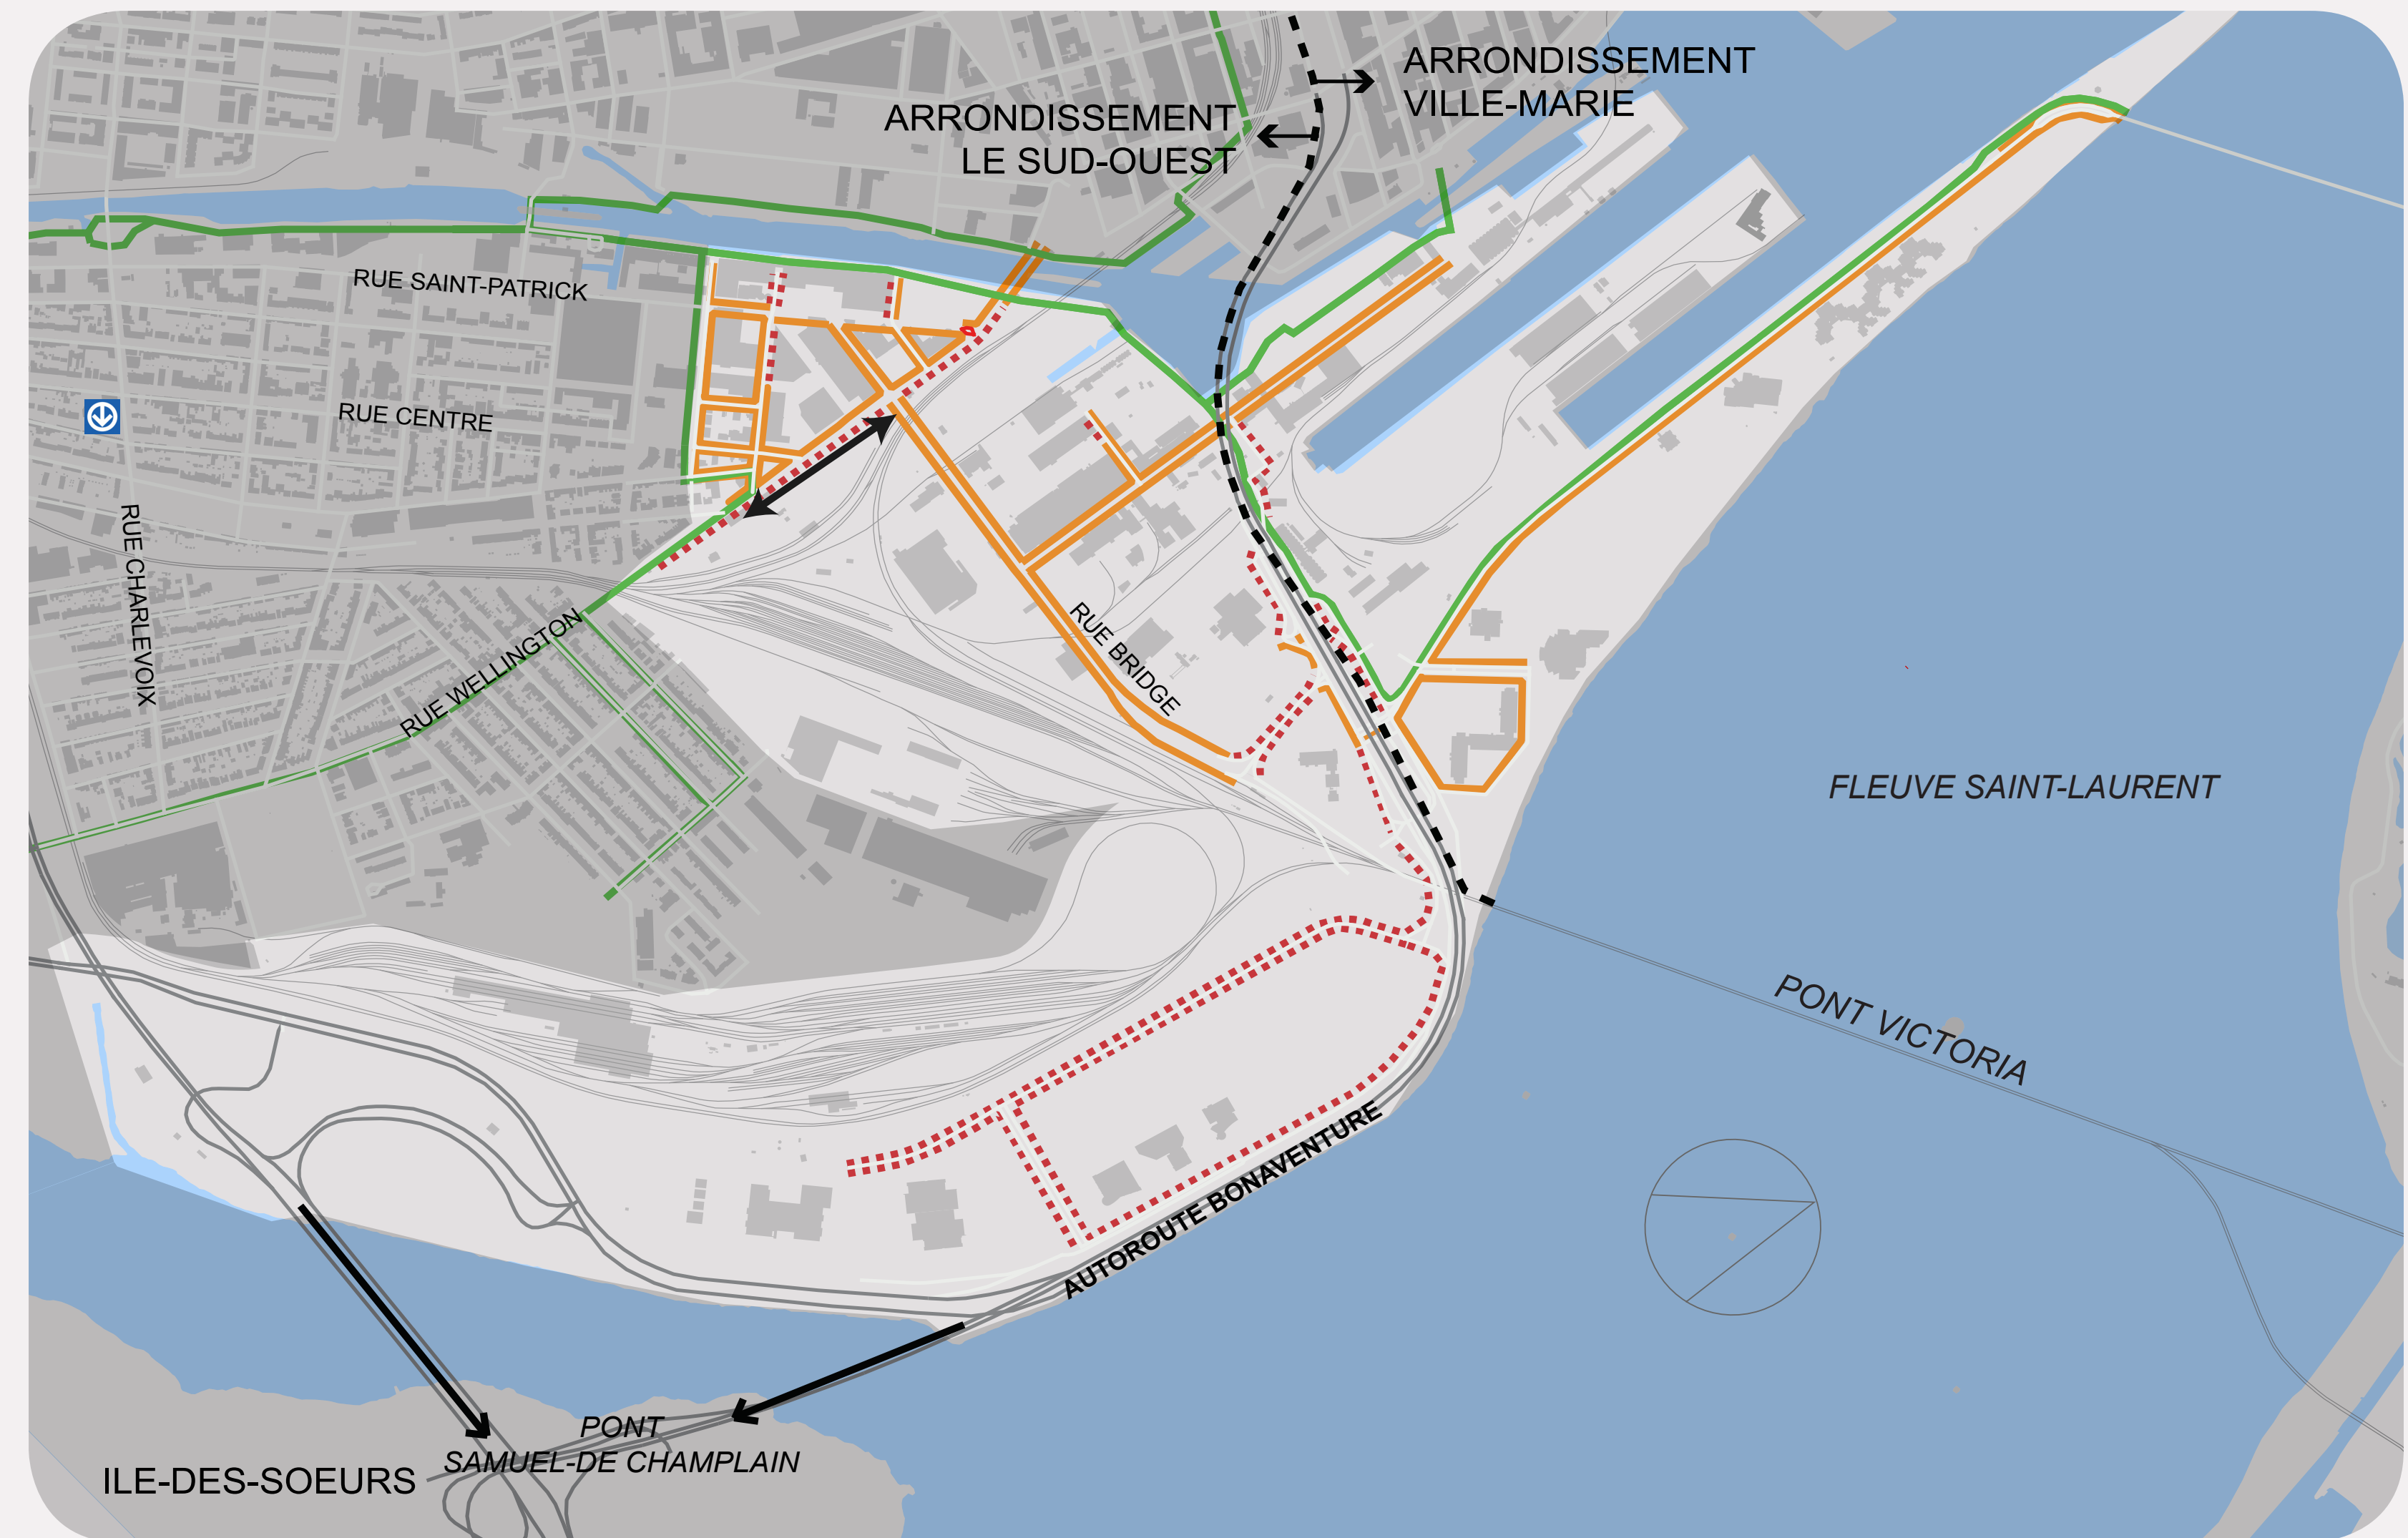 ARRONDISSEMENT
VILLE-MARIE
ARRONDISSEMENT
LE SUD-OUEST
RUE SAINT-PATRICK
RUE CENTRE
RUE CHARLEVOIX
RUE WELLINGTON
RUE BRIDGE
FLEUVE SAINT-LAURENT
PONT VICTORIA
AUTOROUTE BONAVENTURE
PONT
SAMUEL-DE CHAMPLAIN
ILE-DES-SOEURS